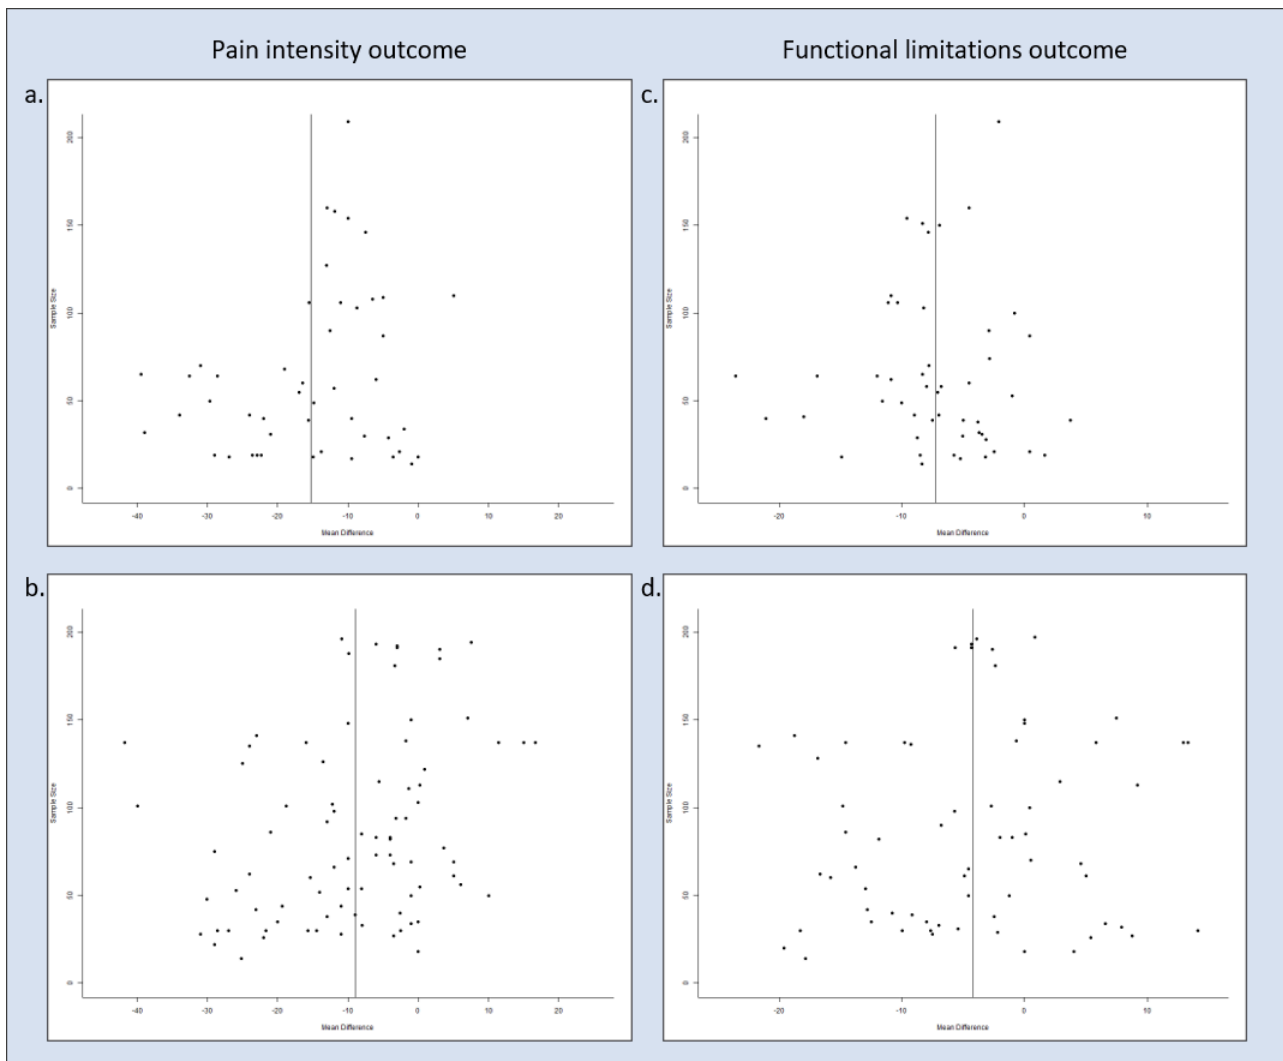 Pain intensity outcome
Functional limitations outcome
a.
200
150
100
50
0
Sample Size
-40 -30 -20 -10 0 10 20
Mean Difference
c.
200
150
100
50
0
Sample Size
-20 -10 0 10
Mean Difference
b.
200
150
100
50
0
Sample Size
-40 -30 -20 -10 0 10 20
Mean Difference
d.
200
150
100
50
0
Sample Size
-20 -10 0 10
Mean Difference